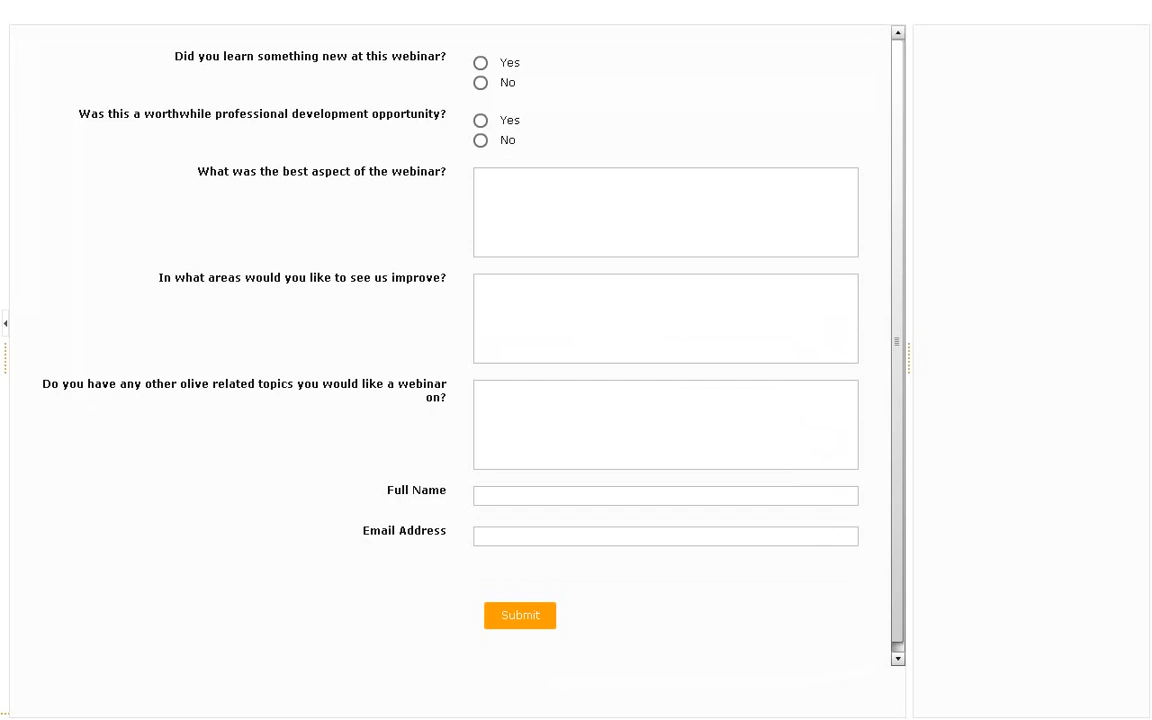 Did you learn something new at this webinar?
Yes
No
Was this a worthwhile professional development opportunity?
Yes
No
What was the best aspect of the webinar?
In what areas would you like to see us improve?
Do you have any other olive related topics you would like a webinar
on?
Full Name
Email Address
Submit